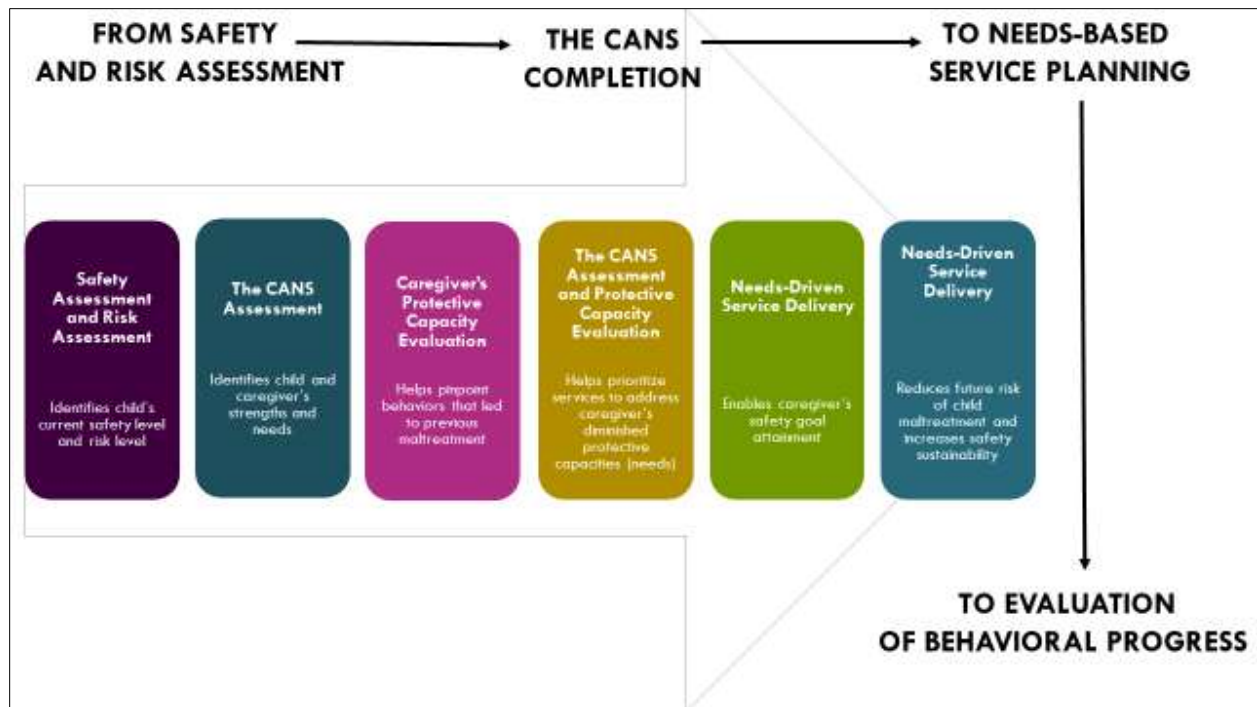 FROM SAFETY
AND RISK ASSESSMENT
THE CANS
COMPLETION
TO NEEDS-BASED
SERVICE PLANNING
Safety
Assessment
and Risk
Assessment
Identifies child's
current safety level
and risk level
The CANS
Assessment
Identifies child and
caregiver's
strengths and
needs
Caregiver's
Protective
Capacity
Evaluation
Helps pinpoint
behaviors that led
to previous
maltreatment
The CANS
Assessment
and Protective
Capacity
Evaluation
Helps prioritize
services to address
caregiver's
diminished
protective
capacities (needs)
Needs-Driven
Service Delivery
Enables caregiver's
safety goal
attainment
Needs-Driven
Service
Delivery
Reduces future risk
of child
maltreatment and
increases safety
sustainability
TO EVALUATION
OF BEHAVIORAL PROGRESS